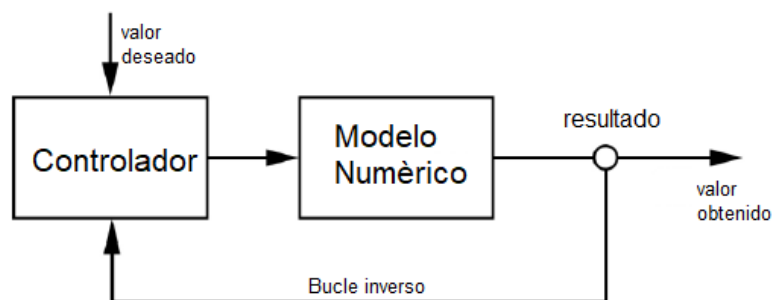 valor
deseado
Controlador
Modelo
Numèrico
resultado
valor
obtenido
Bucle inverso